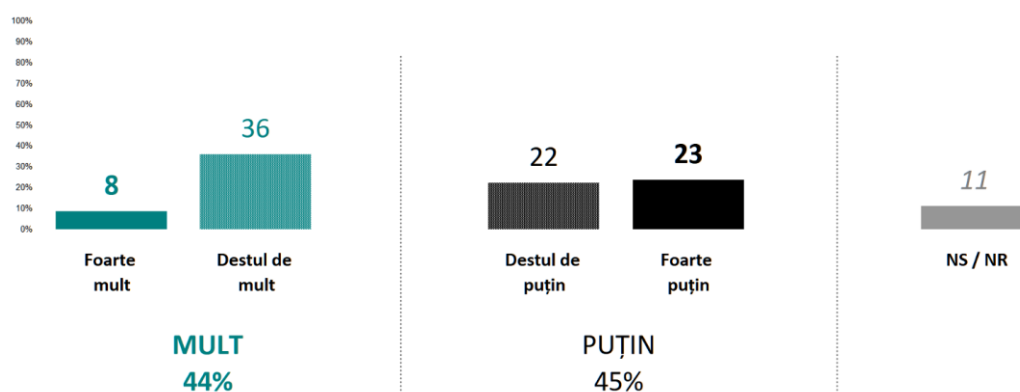 100%
90%
80%
70%
60%
50%
40%
30%
20%
10%
0%
8
36
22
23
11
Foarte
mult
Destul de
mult
Destul de
puțin
Foarte
puțin
NS / NR
MULT
44%
PUȚIN
45%